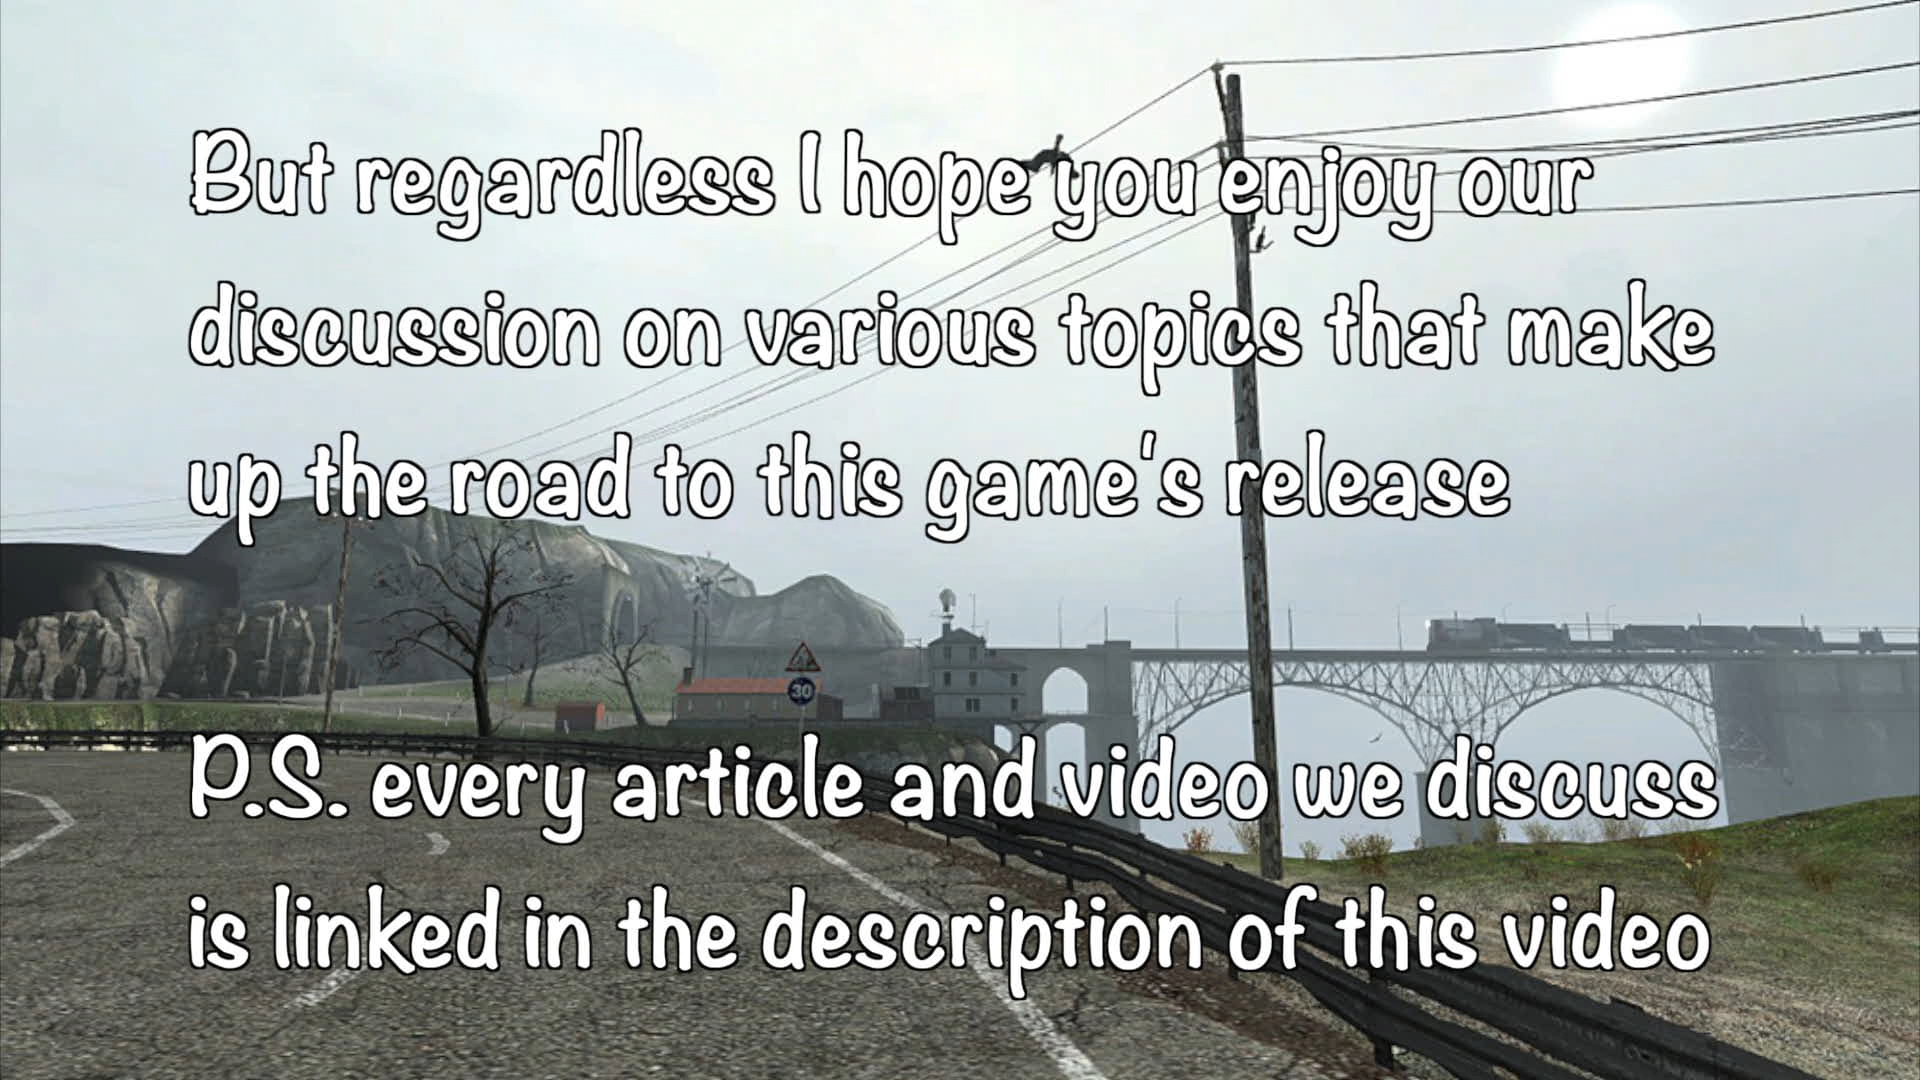 But regardless I hope you enjoy our
discussion on various topics that make
up the road to this game's release
30
P.S. every article and video we discuss
is linked in the description of this video